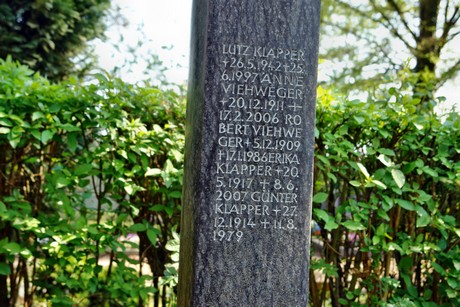 LUTZ KLAPPER
+26.5.1942+25.
6.1997 ANNE
VIEHWEGER
+20.12.1911 +
17.2.2006 RO
BERT VIEHWE
GER+5.12.1909
+17.1.1986 ERIKA
KLAPPER+20.
5.1917 + 8.6.
2007 GÜNTER
KLAPPER +27.
12.1914 + 11.8.
1979